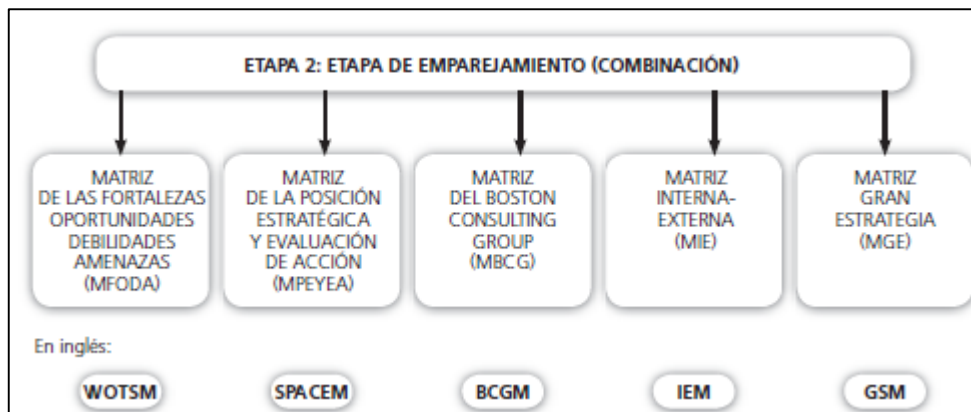 ETAPA 2: ETAPA DE EMPAREJAMIENTO (COMBINACIÓN)
MATRIZ
DE LAS FORTALEZAS
OPORTUNIDADES
DEBILIDADES
AMENAZAS
(MFODA)
MATRIZ
DE LA POSICIÓN
ESTRATÉGICA
Y EVALUACIÓN
DE ACCIÓN
(MPEYEA)
MATRIZ
DEL BOSTON
CONSULTING
GROUP
(MBCG)
MATRIZ
INTERNA-
EXTERNA
(MIE)
MATRIZ
GRAN
ESTRATEGIA
(MGE)
En inglés:
WOTSM
SPACEM
BCGM
IEM
GSM